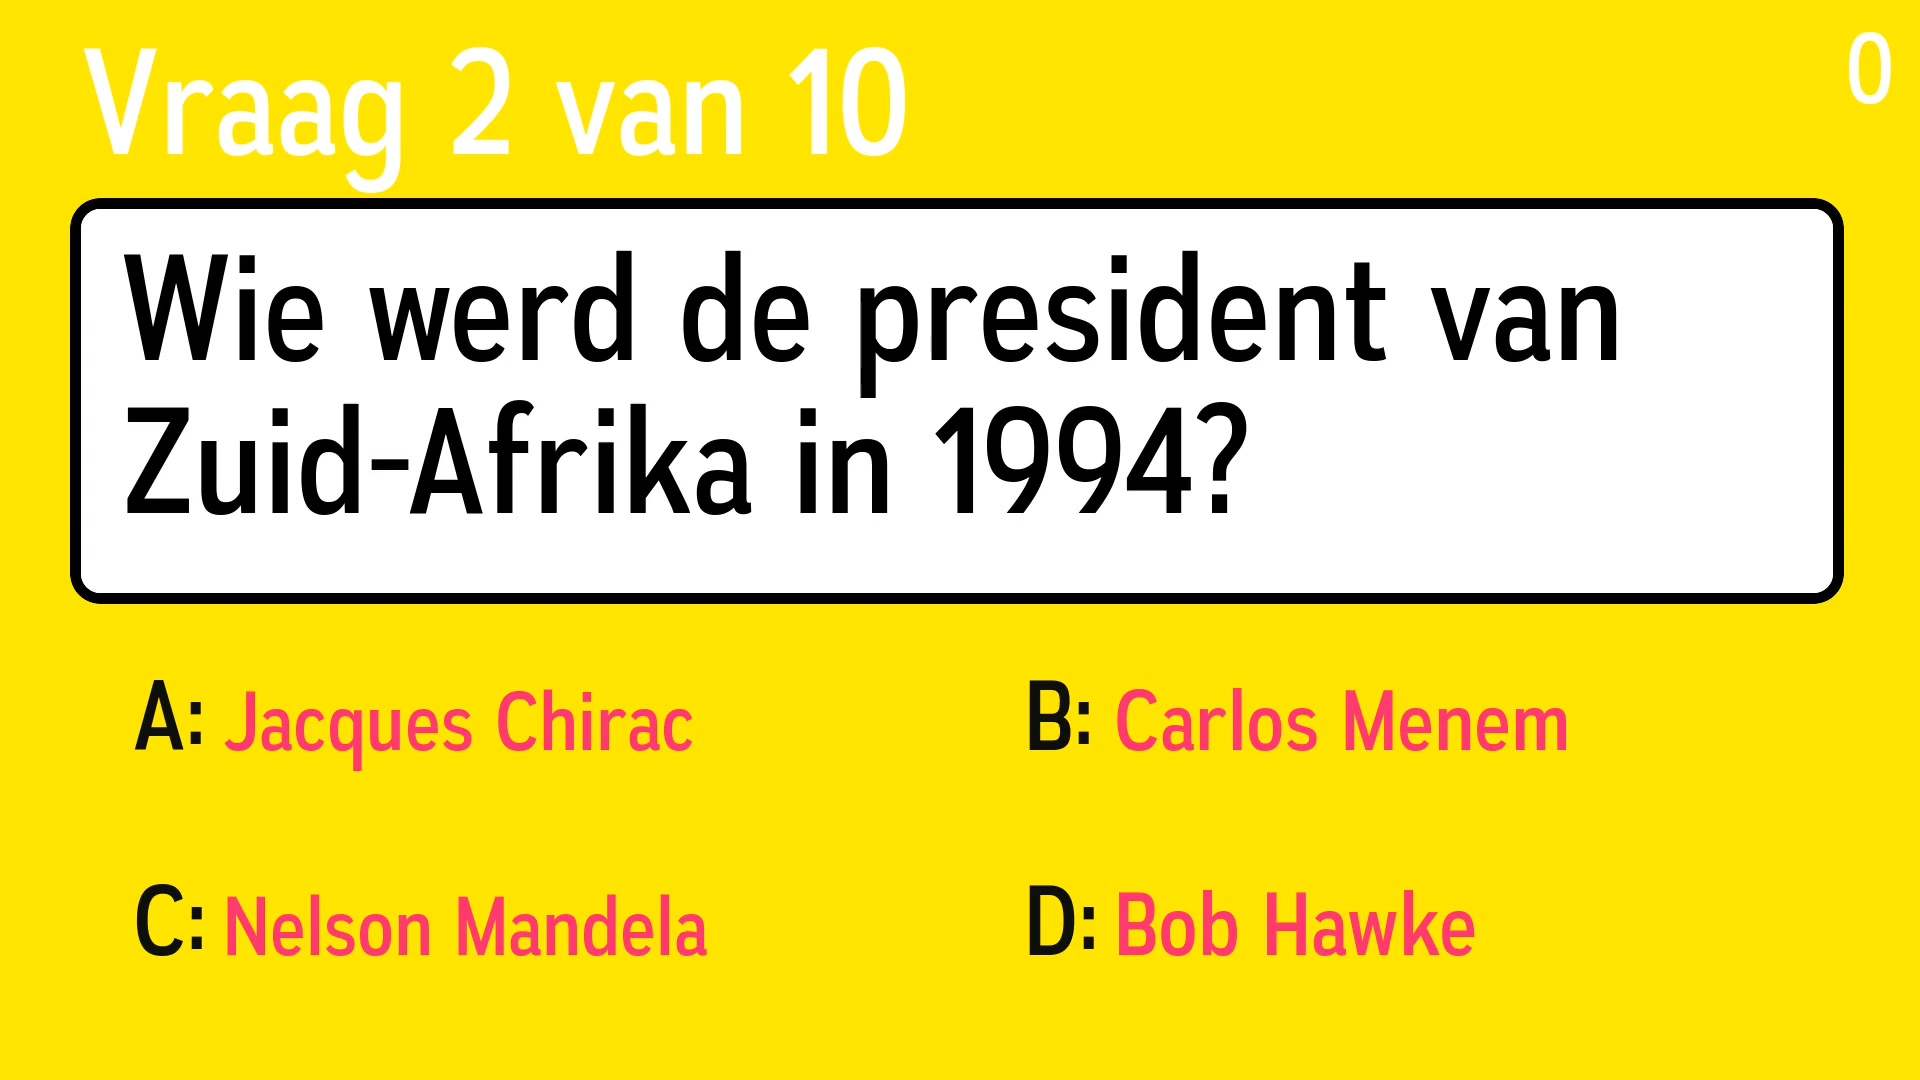 Vraag 2 van 10
0
Wie werd de president van
Zuid-Afrika in 1994?
A: Jacques Chirac
B: Carlos Menem
C: Nelson Mandela
D: Bob Hawke